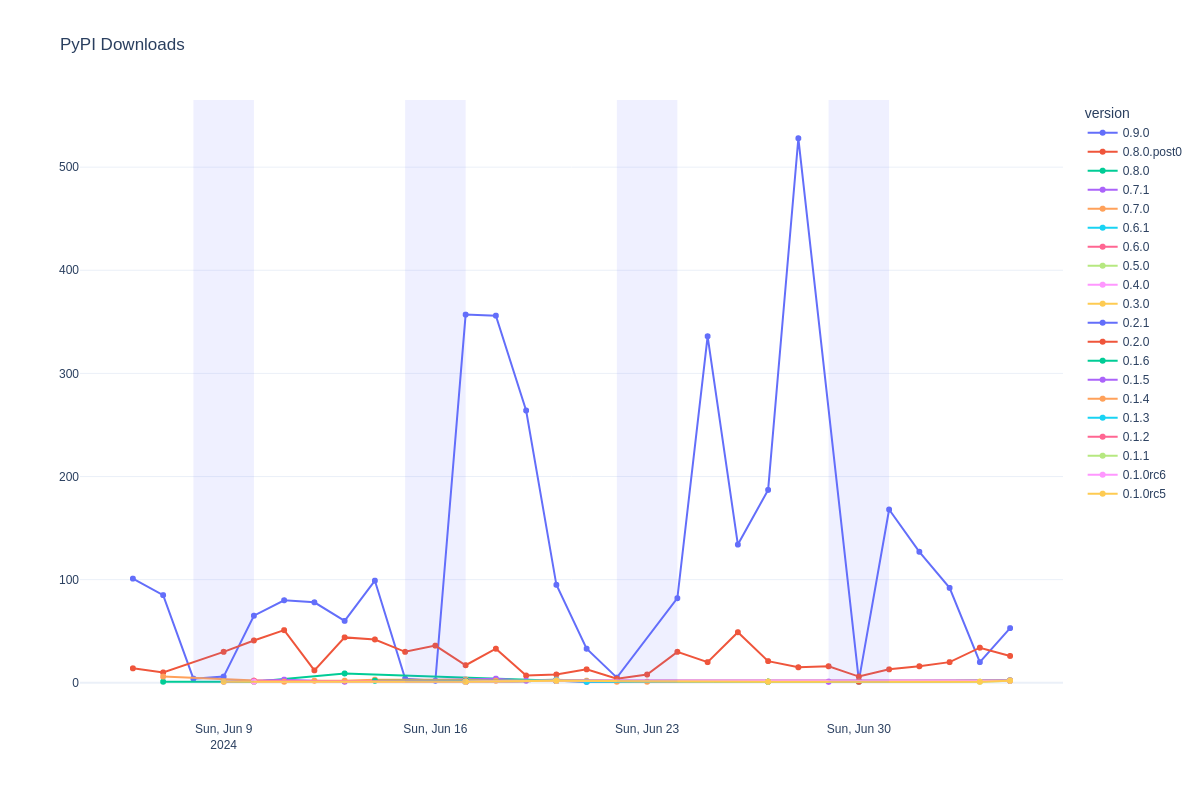 PyPI Downloads
version
0.9.0
0.8.0.post0
0.8.0
0.7.1
0.7.0
0.6.1
0.6.0
0.5.0
0.4.0
0.3.0
0.2.1
0.2.0
0.1.6
0.1.5
0.1.4
0.1.3
0.1.2
0.1.1
0.1.0rc6
0.1.0rc5
500
400
300
200
100
0
Sun, Jun 9
2024
Sun, Jun 16
Sun, Jun 23
Sun, Jun 30